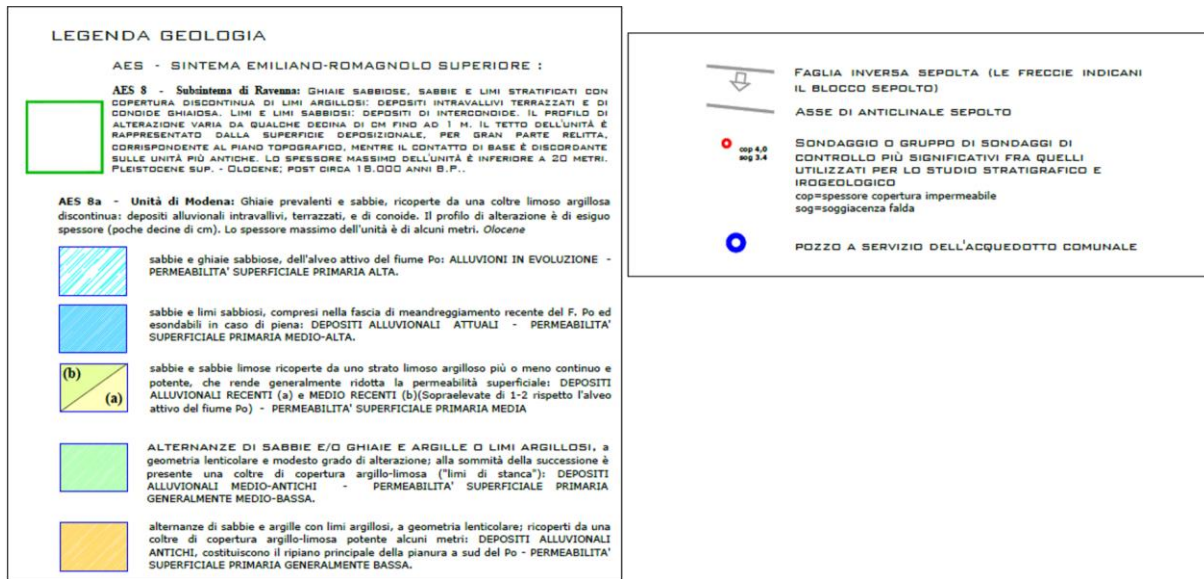 LEGENDA GEOLOGIA
AES - SINTEMA EMILIANO-ROMAGNOLO SUPERIORE :
AES 8 - Subsintema di Ravenna: GHIAIE SABBIOSE, SABBIE E LIMI STRATIFICATI CON
COPERTURA DISCONTINUA DI LIMI ARGILLOSI: DEPOSITI INTRAVALLIVI TERRAZZATI E DI
CONOIDE GHIAIOSA. LIMI E LIMI SABBIOSI: DEPOSITI DI INTERCONOIDE. IL PROFILO DI
ALTERAZIONE VARIA DA QUALCHE DECINA DI CM FINO AD 1 M. IL TETTO DELL'UNITÀ È
RAPPRESENTATO DALLA SUPERFICIE DEPOSIZIONALE, PER GRAN PARTE RELITTA,
CORRISPONDENTE AL PIANO TOPOGRAFICO, MENTRE IL CONTATTO DI BASE È DISCORDANTE
SULLE UNITÀ PIÙ ANTICHE. LO SPESSORE MASSIMO DELL'UNITÀ È INFERIORE A 20 METRI.
PLEISTOCENE SUP. - OLOCENE; POST CIRCA 18.000 ANNI B.P..
AES 8a - Unità di Modena: Ghiaie prevalenti e sabbie, ricoperte da una coltre limoso argillosa
discontinua: depositi alluvionali intravallivi, terrazzati, e di conoide. Il profilo di alterazione è di esiguo
spessore (poche decine di cm). Lo spessore massimo dell'unità è di alcuni metri. Olocene
sabbie e ghiaie sabbiose, dell'alveo attivo del fiume Po: ALLUVIONI IN EVOLUZIONE -
PERMEABILITA' SUPERFICIALE PRIMARIA ALTA.
sabbie e limi sabbiosi, compresi nella fascia di meandreggiamento recente del F. Po ed
esondabili in caso di piena: DEPOSITI ALLUVIONALI ATTUALI - PERMEABILITA'
SUPERFICIALE PRIMARIA MEDIO-ALTA.
(b)
(a)
sabbie e sabbie limose ricoperte da uno strato limoso argilloso più o meno continuo e
potente, che rende generalmente ridotta la permeabilità superficiale: DEPOSITI
ALLUVIONALI RECENTI (a) e MEDIO RECENTI (b)(Sopraelevate di 1-2 rispetto l'alveo
attivo del fiume Po) - PERMEABILITA' SUPERFICIALE PRIMARIA MEDIA
ALTERNANZE DI SABBIE E/O GHIAIE E ARGILLE O LIMI ARGILLOSI, a
geometria lenticolare e modesto grado di alterazione; alla sommità della successione è
presente una coltre di copertura argillo-limosa ("limi di stanca"): DEPOSITI
ALLUVIONALI MEDIO-ANTICHI - PERMEABILITA' SUPERFICIALE PRIMARIA
GENERALMENTE MEDIO-BASSA.
alternanze di sabbie e argille con limi argillosi, a geometria lenticolare; ricoperti da una
coltre di copertura argillo-limosa potente alcuni metri: DEPOSITI ALLUVIONALI
ANTICHI, costituiscono il ripiano principale della pianura a sud del Po - PERMEABILITA'
SUPERFICIALE PRIMARIA GENERALMENTE BASSA.
FAGLIA INVERSA SEPOLTA (LE FRECCIE INDICANI
IL BLOCCO SEPOLTO)
ASSE DI ANTICLINALE SEPOLTO
cop 4,0
sog 3.4
SONDAGGIO O GRUPPO DI SONDAGGI DI
CONTROLLO PIÙ SIGNIFICATIVI FRA QUELLI
UTILIZZATI PER LO STUDIO STRATIGRAFICO E
IROGEOLOGICO
cop=spessore copertura impermeabile
sog=soggiacenza falda
POZZO A SERVIZIO DELL'ACQUEDOTTO COMUNALE